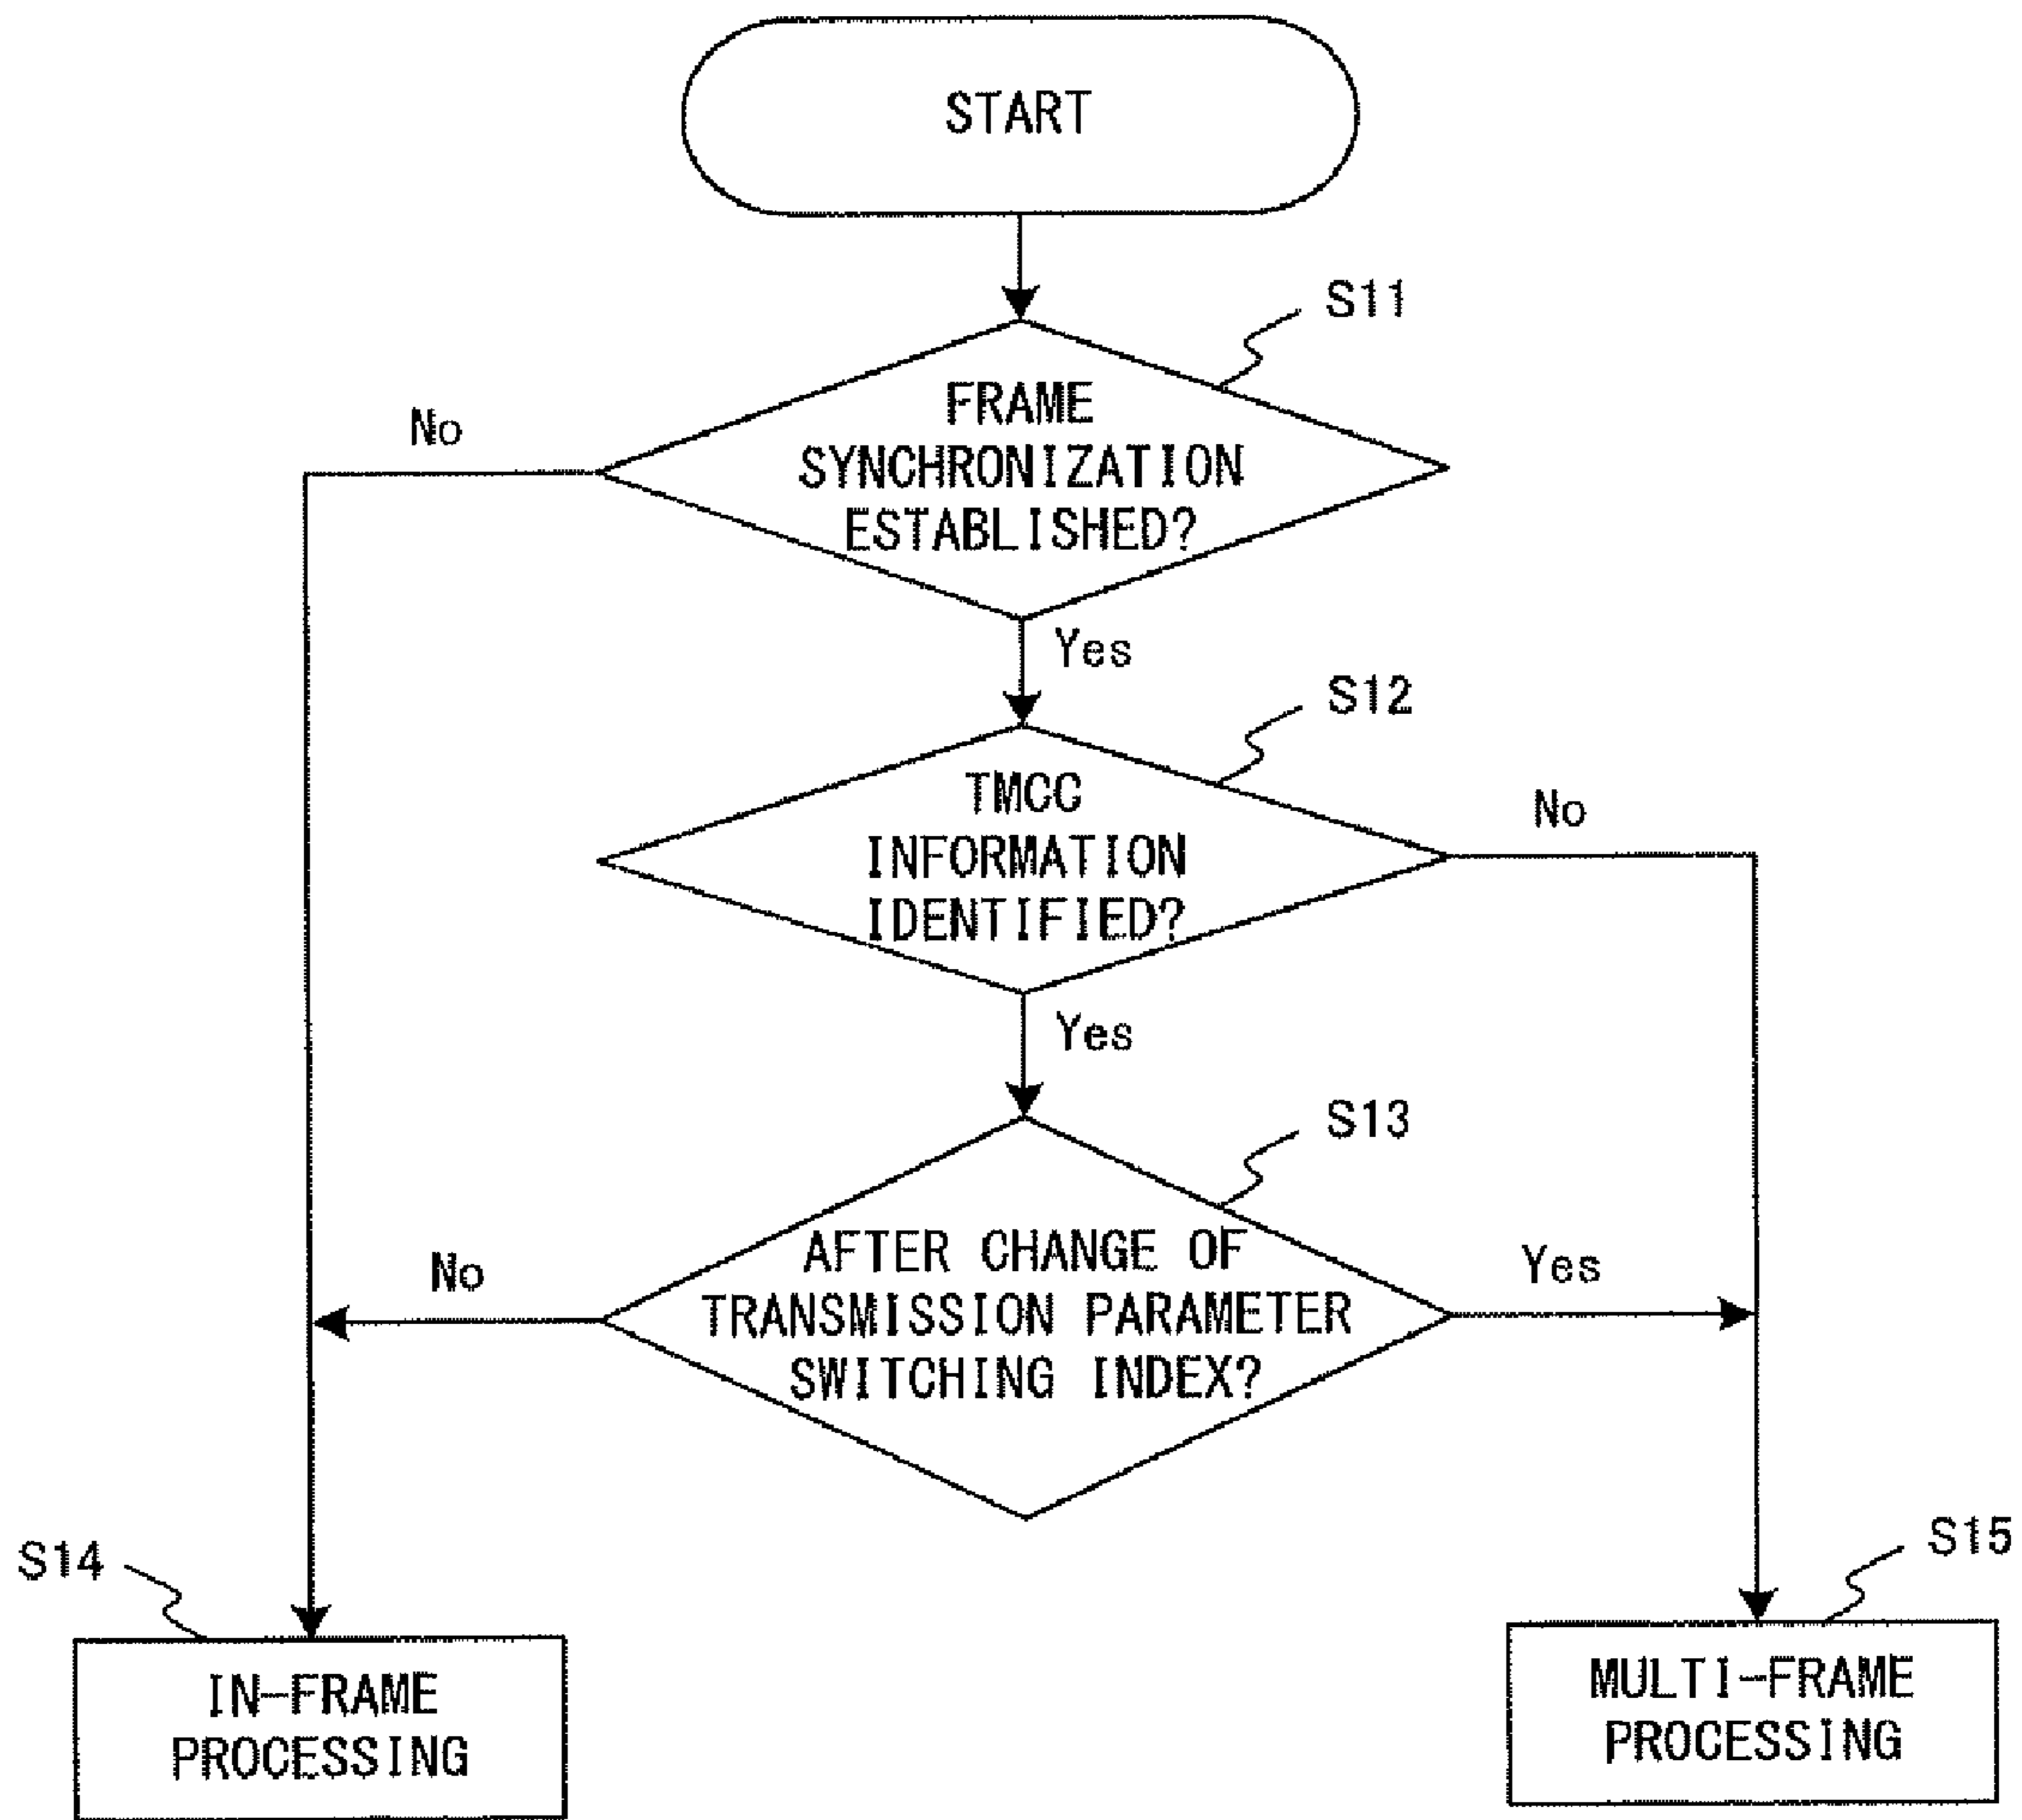 START
S11
FRAME
SYNCHRONIZATION
ESTABLISHED?
No
Yes
S12
TMCC
INFORMATION
IDENTIFIED?
No
Yes
S13
AFTER CHANGE OF
TRANSMISSION PARAMETER
SWITCHING INDEX?
No
Yes
S14
IN-FRAME
PROCESSING
S15
MULTI-FRAME
PROCESSING